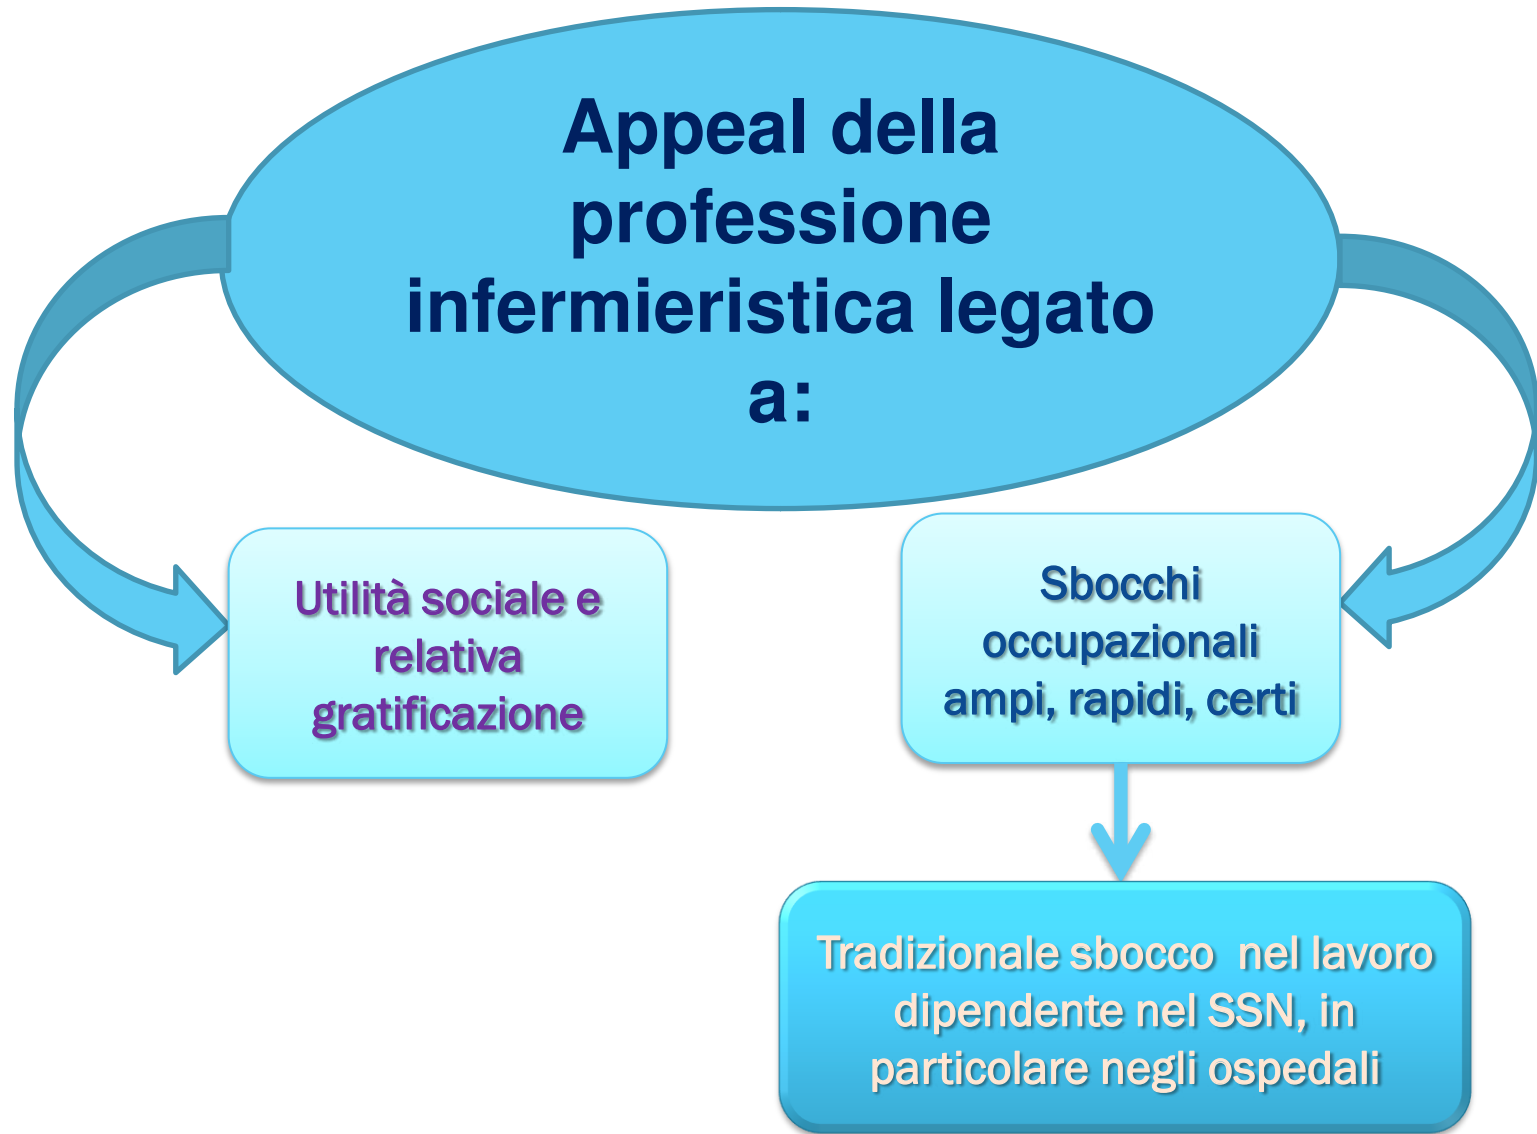 Appeal della
professione
infermieristica legato
a:
Utilità sociale e
relativa
gratificazione
Sbocchi
occupazionali
ampi, rapidi, certi
Tradizionale sbocco nel lavoro
dipendente nel SSN, in
particolare negli ospedali